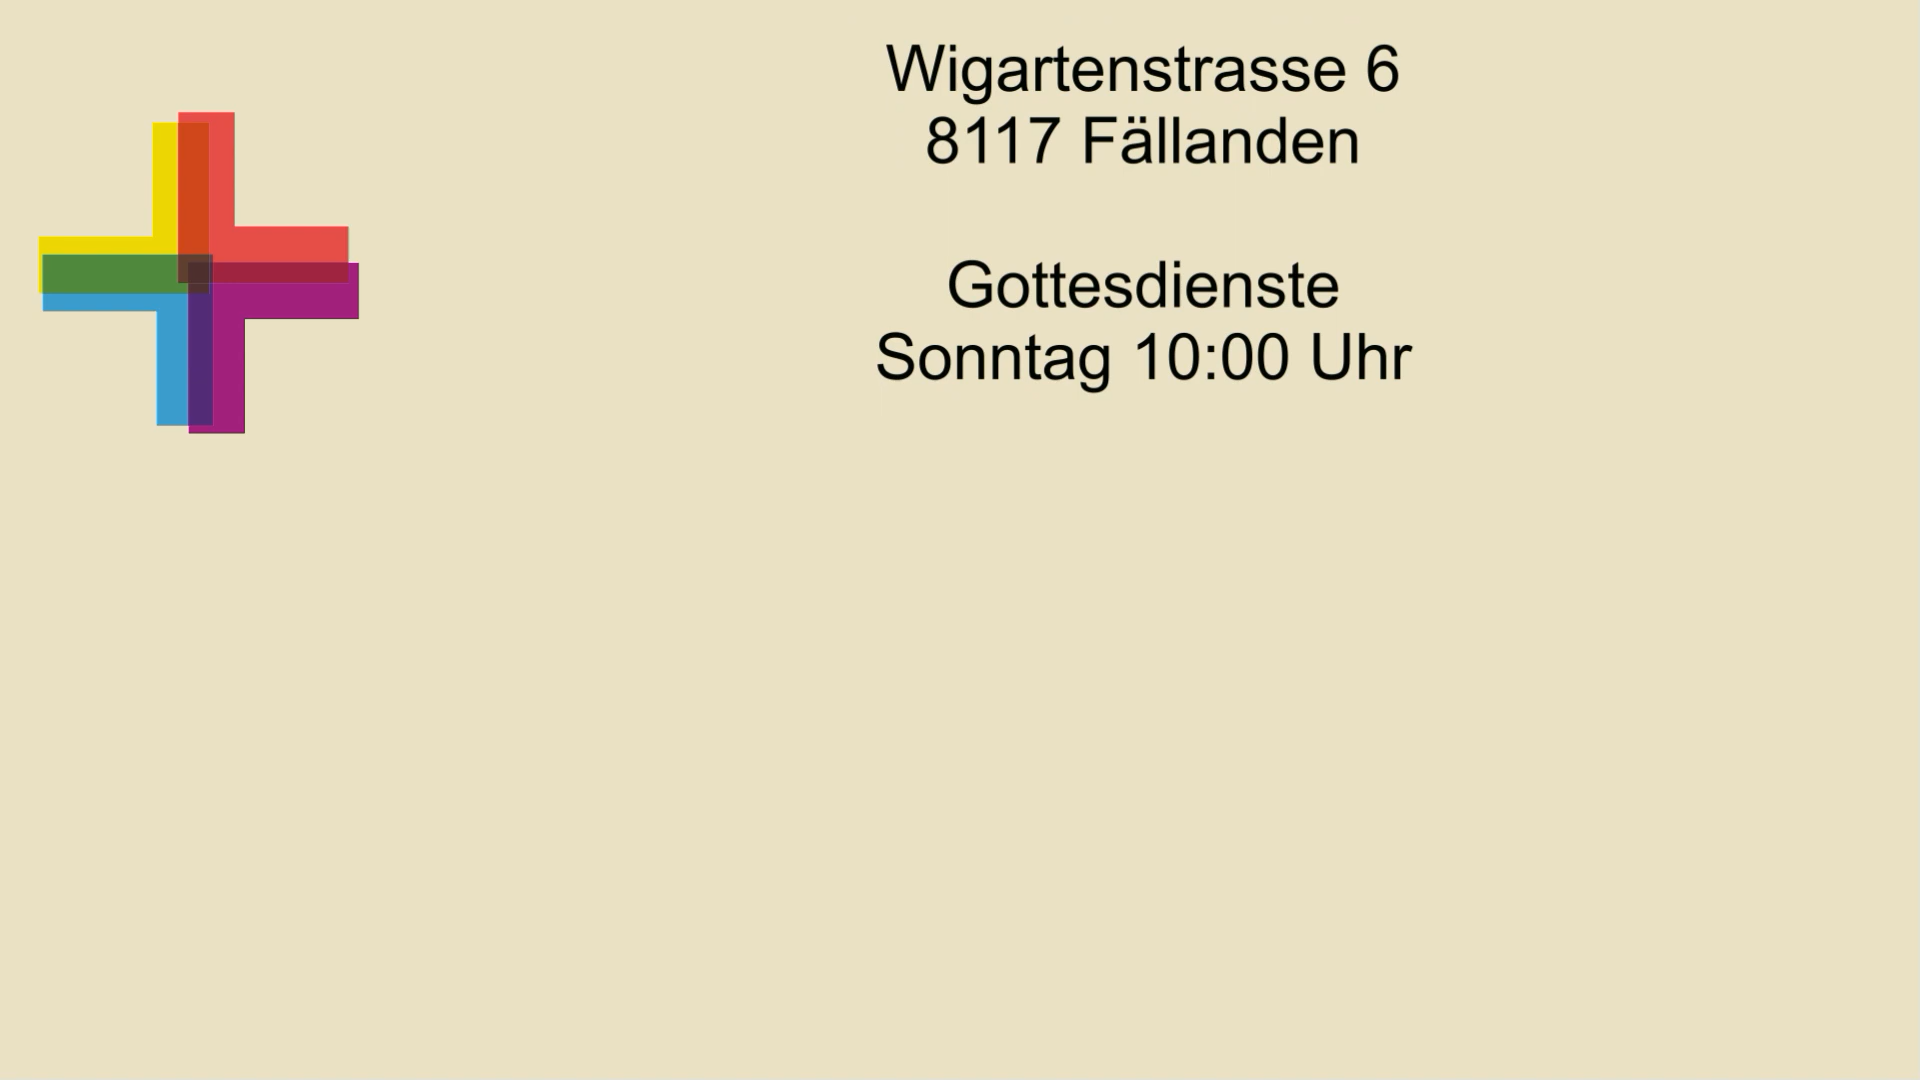 Wigartenstrasse 6
8117 Fällanden
Gottesdienste
Sonntag 10:00 Uhr